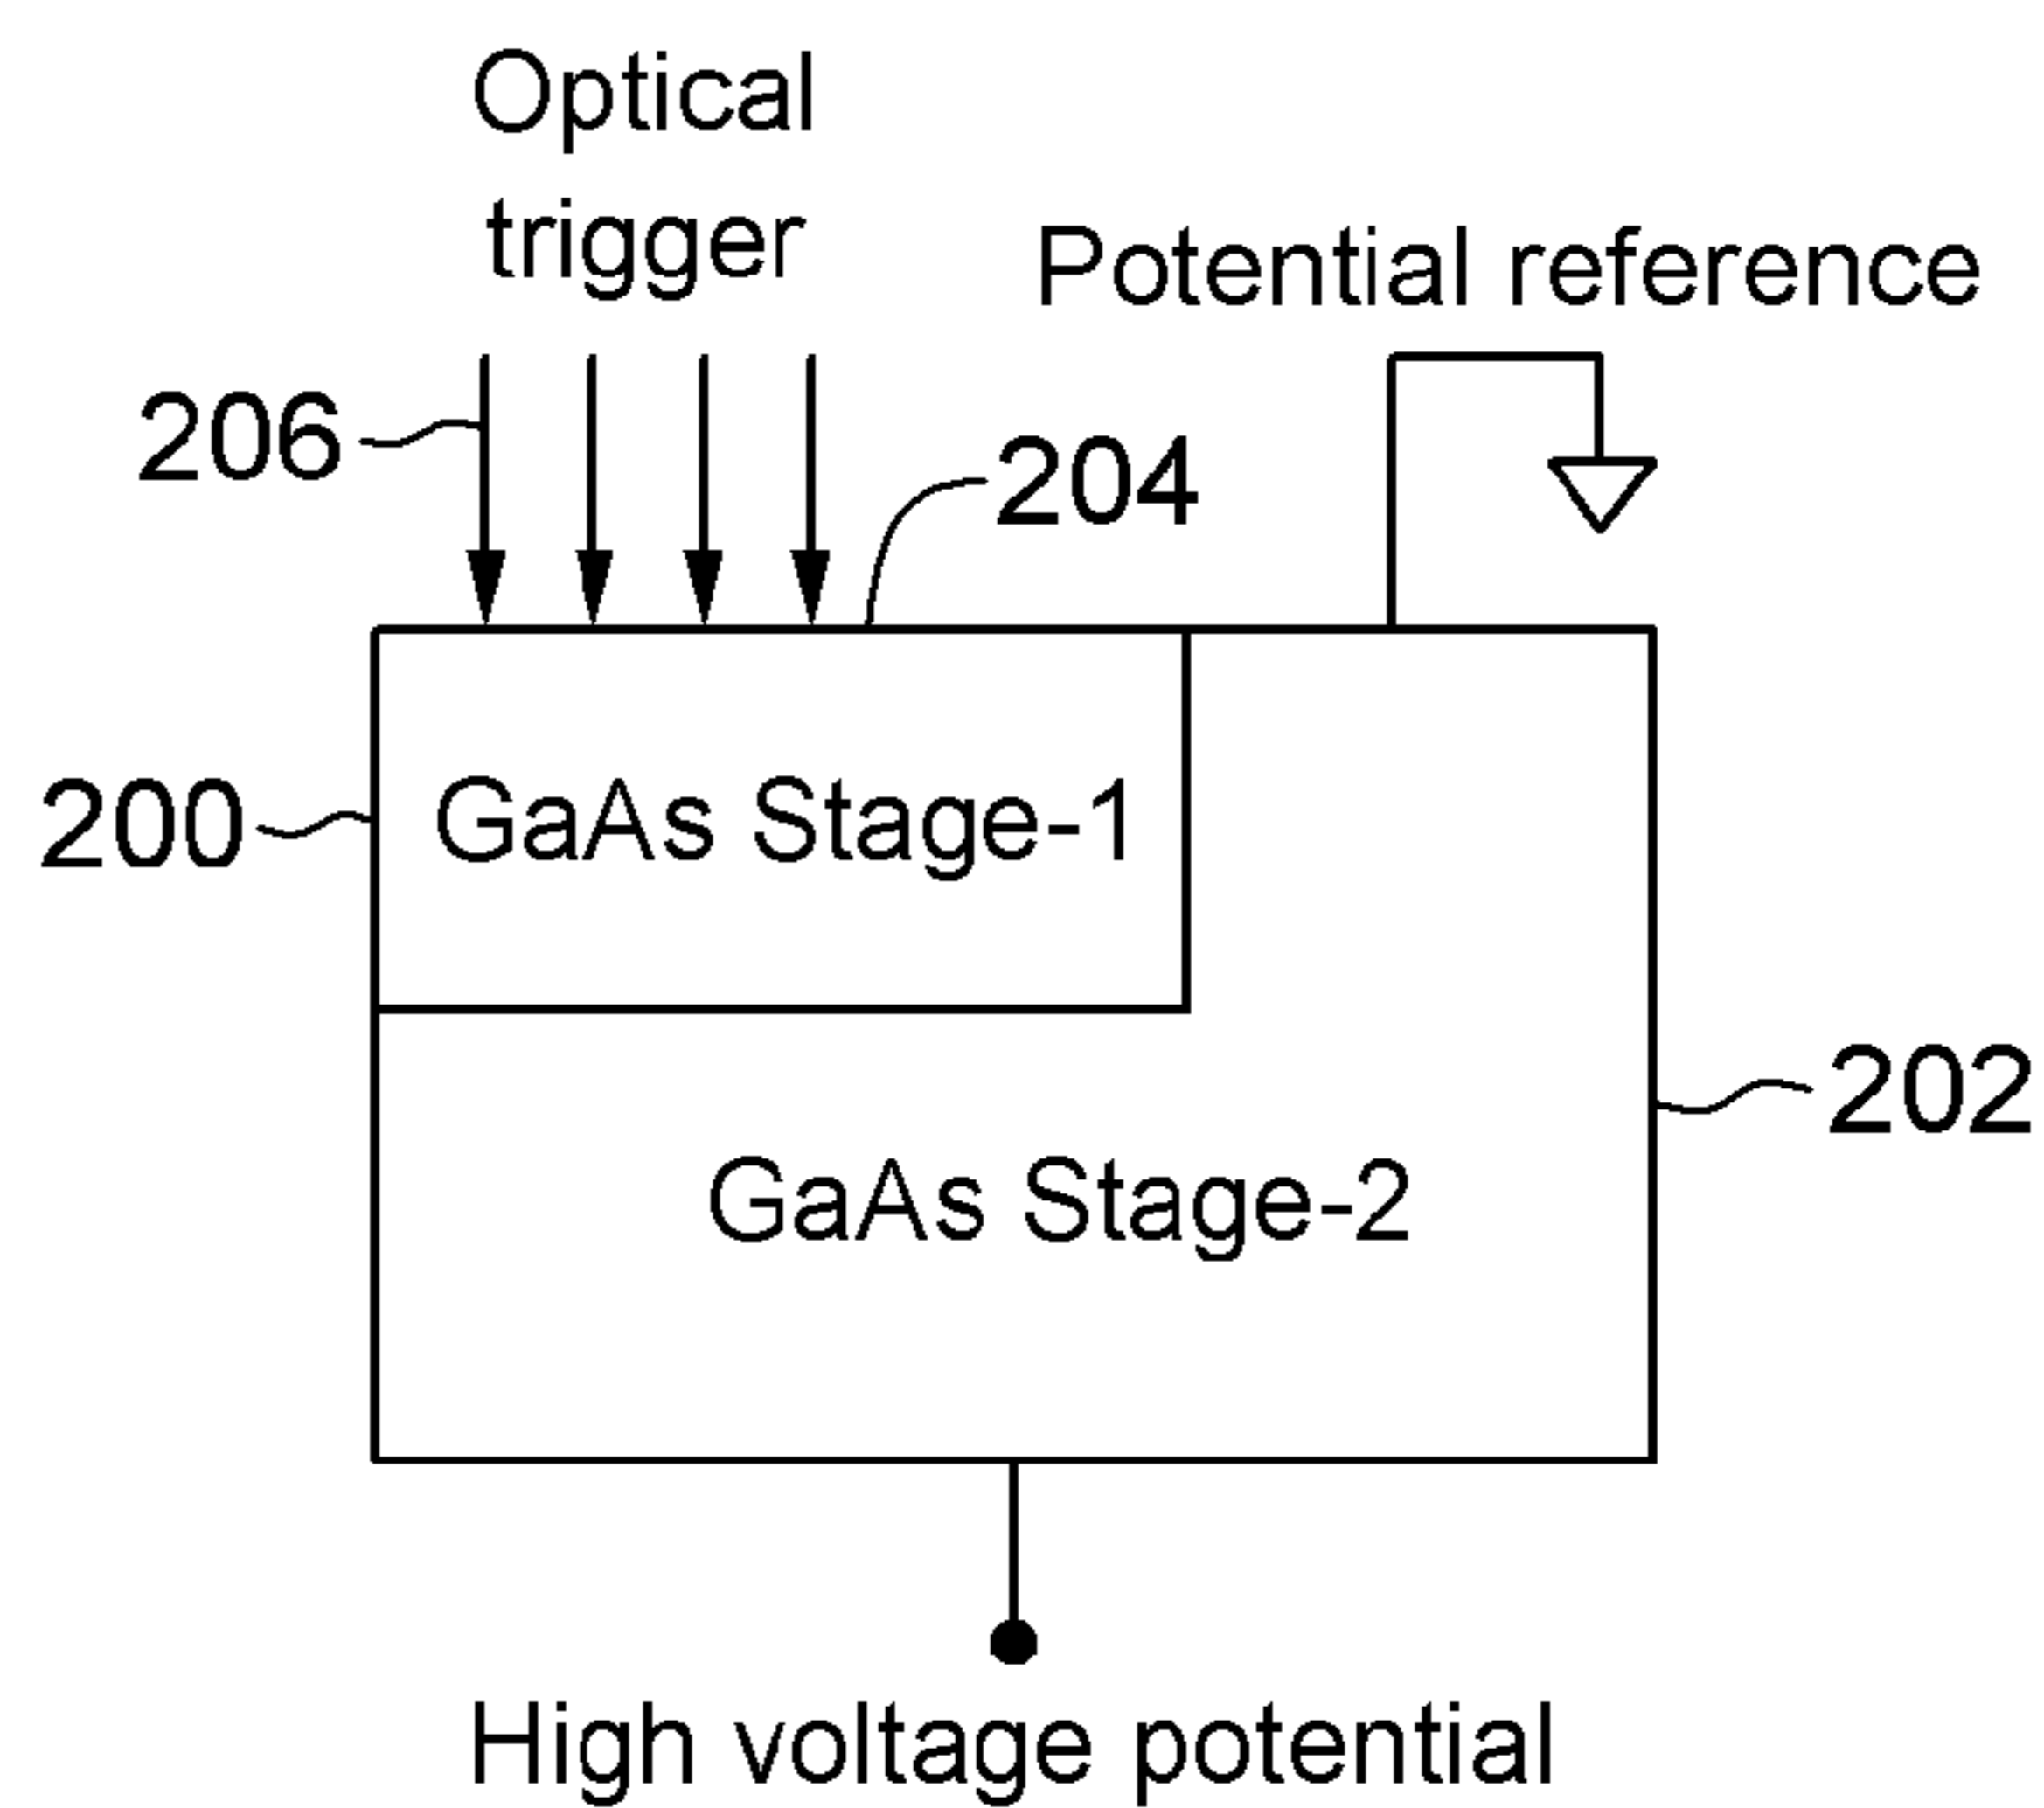 Optical
trigger
Potential reference
206
204
200
GaAs Stage-1
202
GaAs Stage-2
High voltage potential